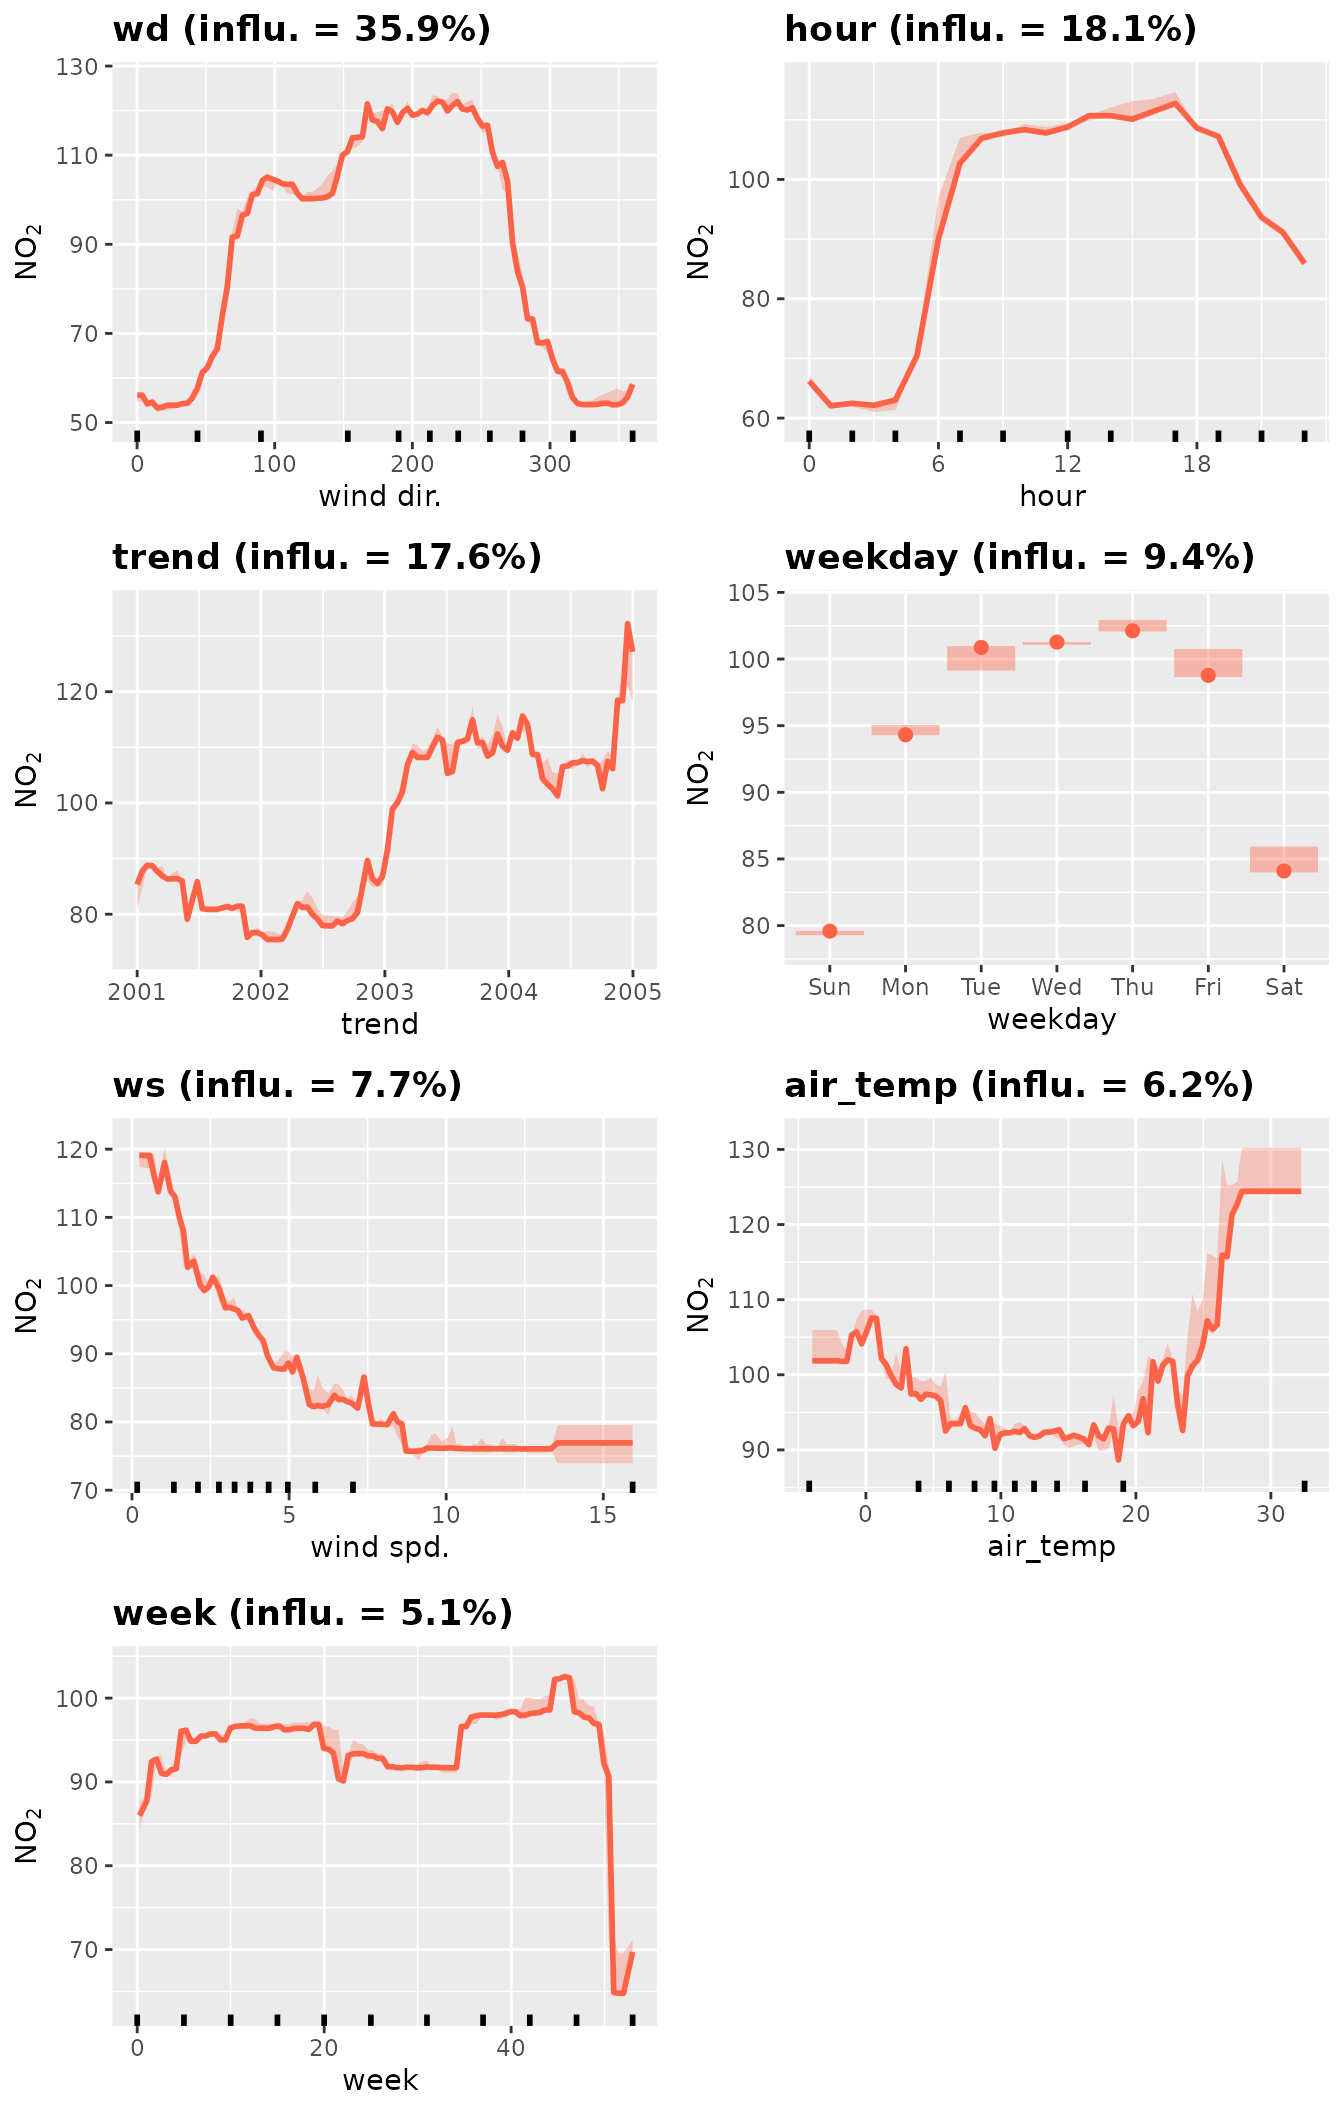 wd (influ. = 35.9%)
130
110
90
70
50
NO2
0 100 200 300
wind dir.
hour (influ. = 18.1%)
100
80
60
NO2
0 6 12 18
hour
trend (influ. = 17.6%)
120
100
80
NO2
2001 2002 2003 2004 2005
trend
weekday (influ. = 9.4%)
105
100
95
90
85
80
NO2
Sun Mon Tue Wed Thu Fri Sat
weekday
ws (influ. = 7.7%)
120
110
100
90
80
70
NO2
0 5 10 15
wind spd.
air_temp (influ. = 6.2%)
130
120
110
100
90
NO2
0 10 20 30
air_temp
week (influ. = 5.1%)
100
90
80
70
NO2
0 20 40
week